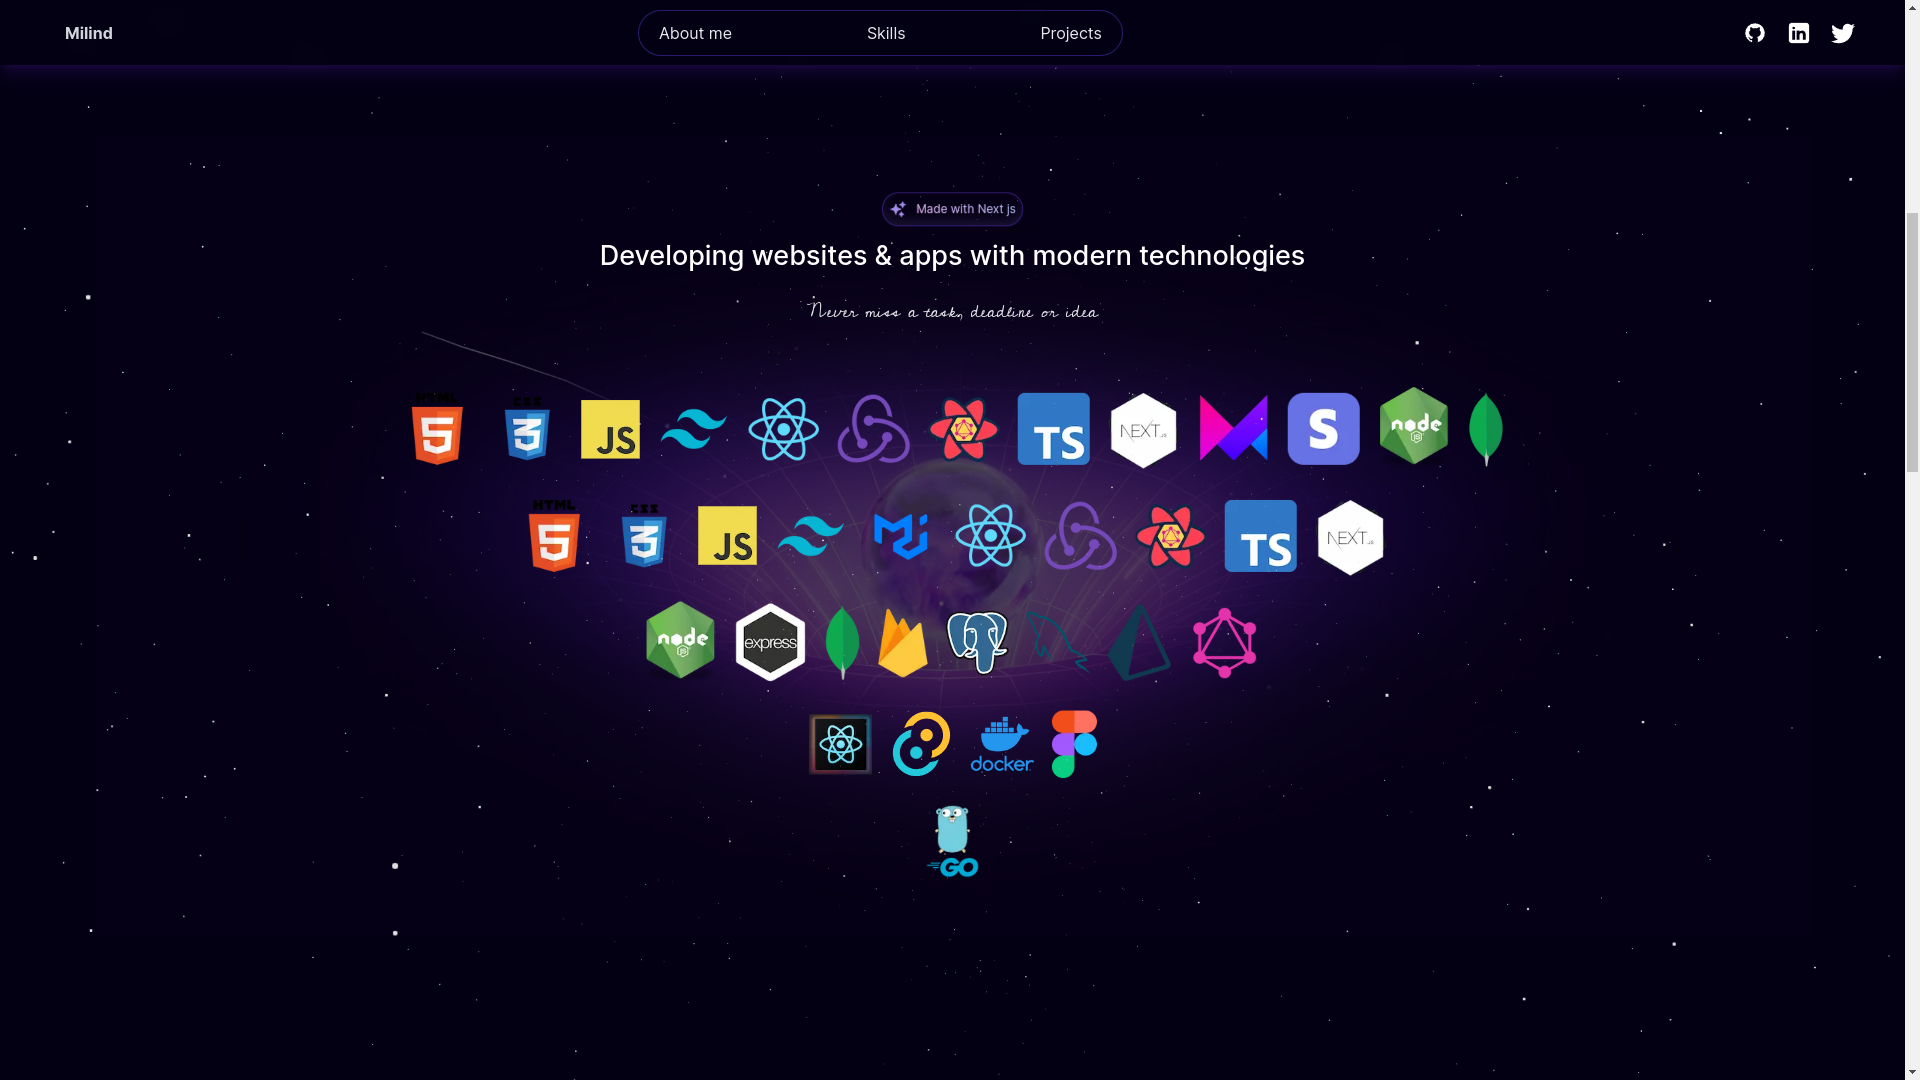 Milind
About me
Skills
Projects
Made with Next js
Developing websites & apps with modern technologies
Never miss a task, deadline or idea
HTML
5
CSS
3
JS
TS
NEXT.JS
S
node
JS
HTML
5
CSS
3
JS
TS
NEXT.JS
node
JS
express
docker
GO